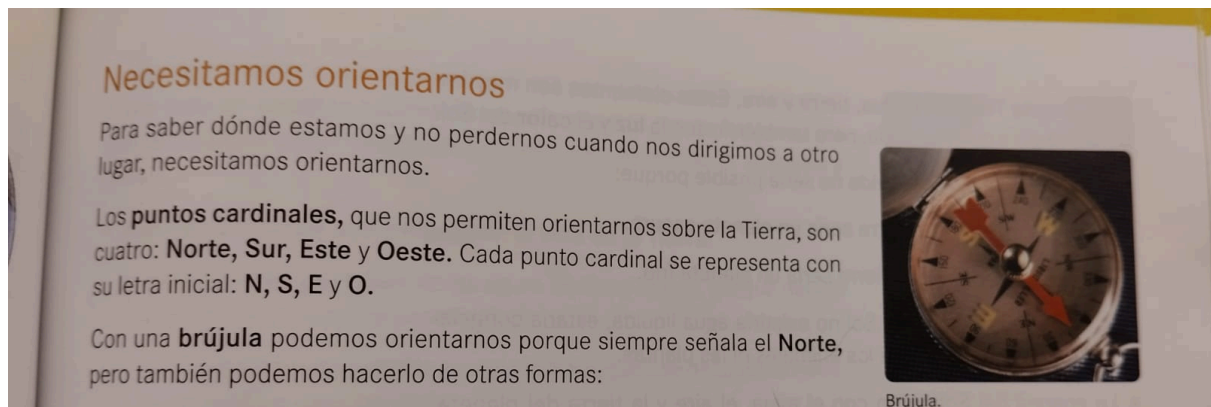 Necesitamos orientarnos
Para saber dónde estamos y no perdernos cuando nos dirigimos a otro
lugar, necesitamos orientarnos.
Los puntos cardinales, que nos permiten orientarnos sobre la Tierra, son
cuatro: Norte, Sur, Este y Oeste. Cada punto cardinal se representa con
su letra inicial: N, S, E y O.
Con una brújula podemos orientarnos porque siempre señala el Norte,
pero también podemos hacerlo de otras formas:
Brújula.